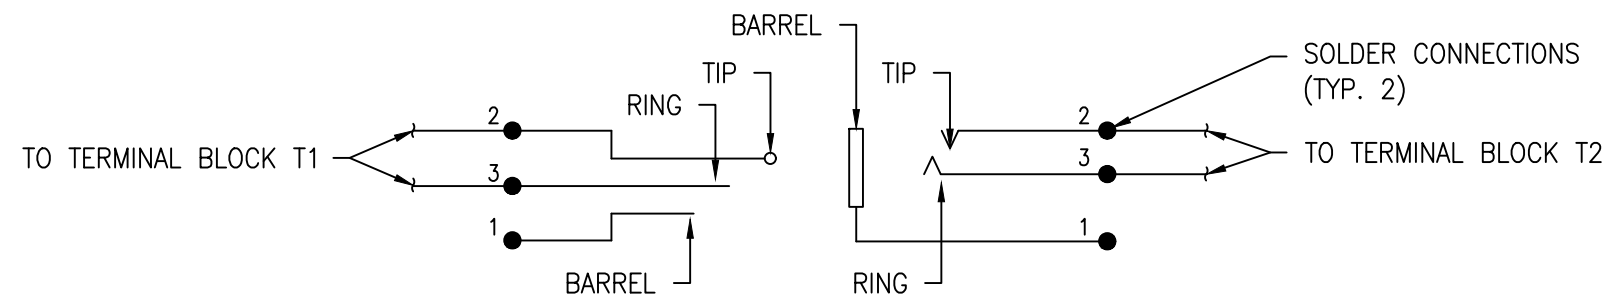 BARREL
TIP
TIP
SOLDER CONNECTIONS
(TYP. 2)
RING
2
2
TO TERMINAL BLOCK T1
3
3
TO TERMINAL BLOCK T2
1
1
BARREL
RING